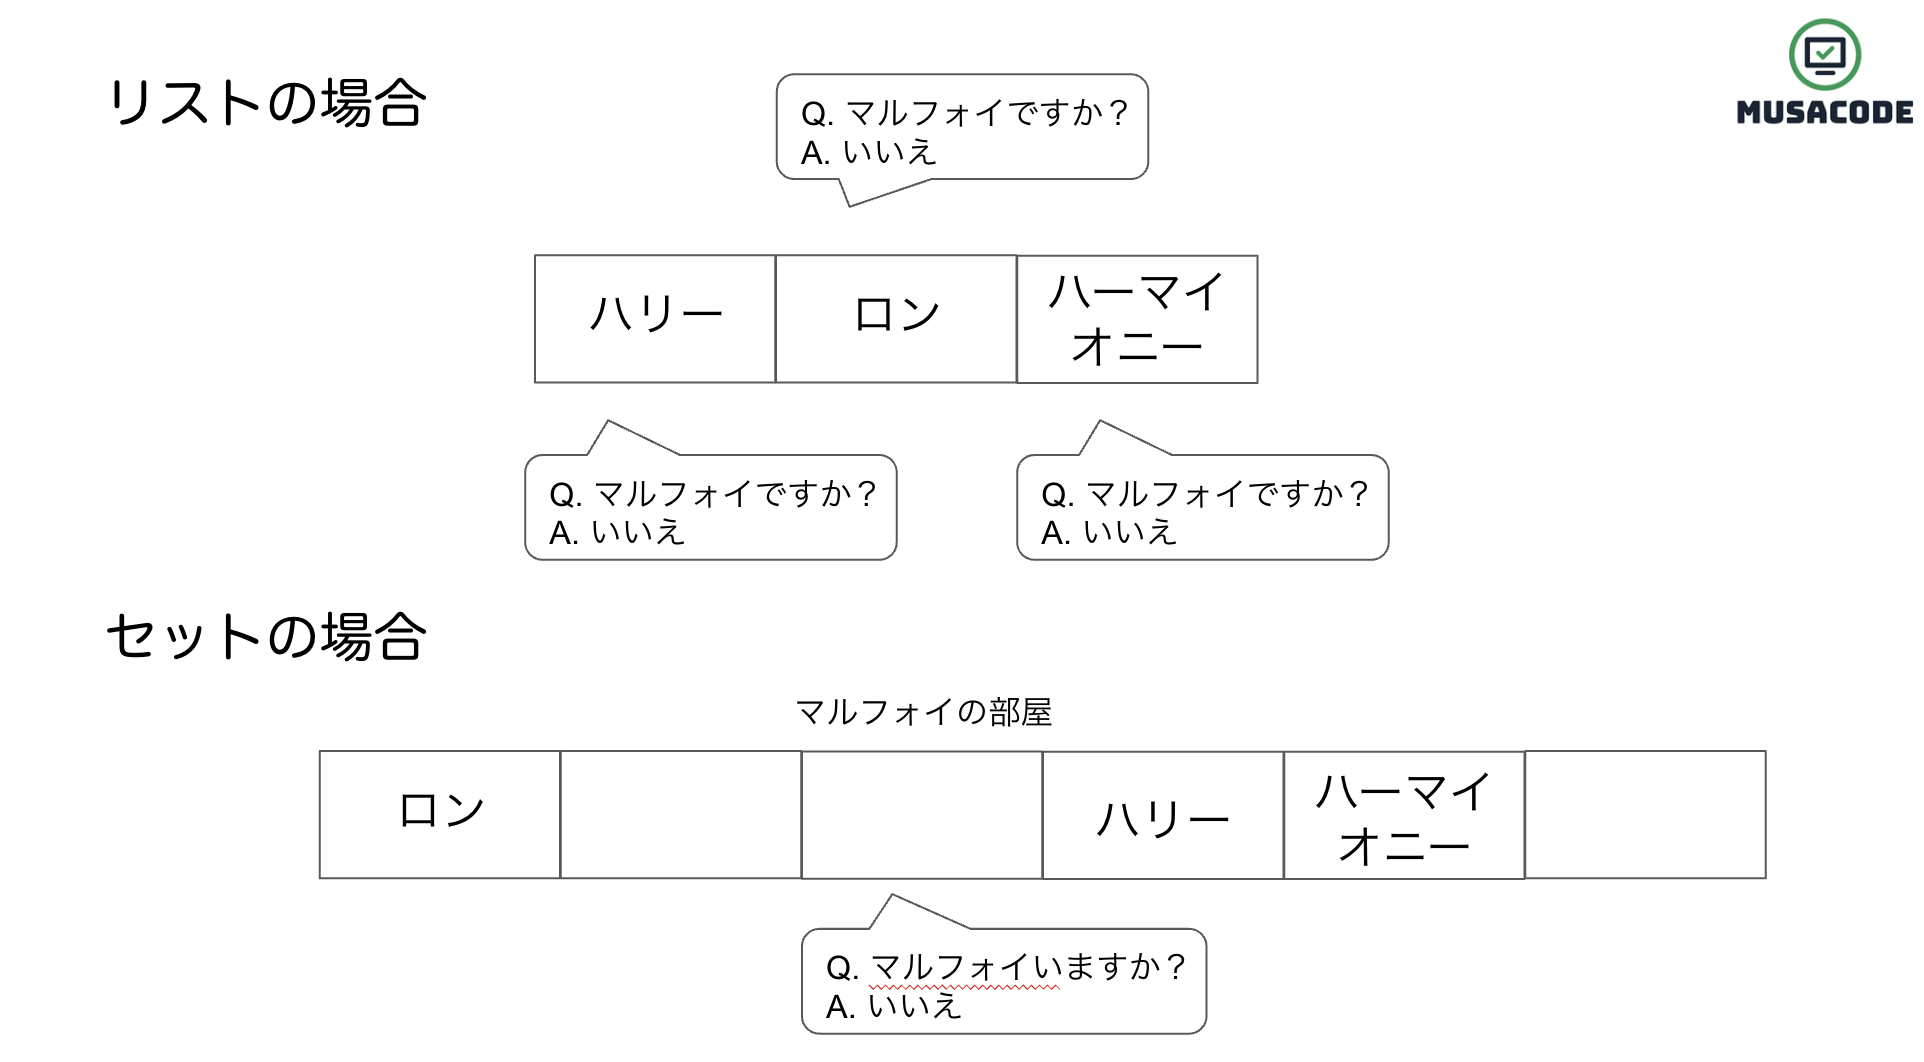 リストの場合
MUSACODE
Q. マルフォイですか？
A. いいえ
ハリー
ロン
ハーマイ
オニー
Q. マルフォイですか？
A. いいえ
Q. マルフォイですか？
A. いいえ
セットの場合
マルフォイの部屋
ロン
ハリー
ハーマイ
オニー
Q. マルフォイいますか？
A. いいえ